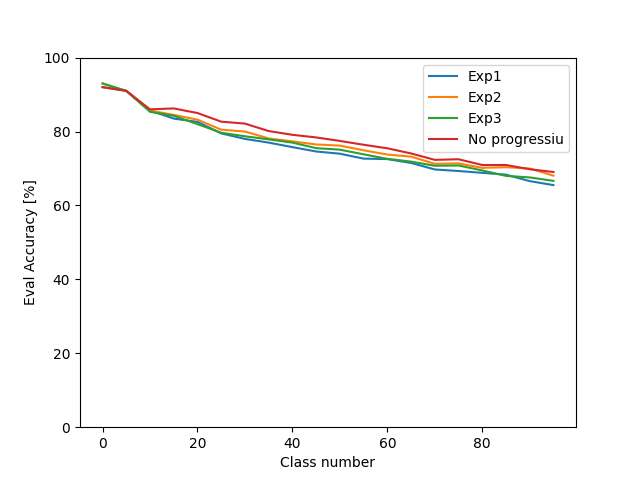 100
80
60
40
20
0
Eval Accuracy [%]
Exp1
Exp2
Exp3
No progressiu
0 20 40 60 80
Class number